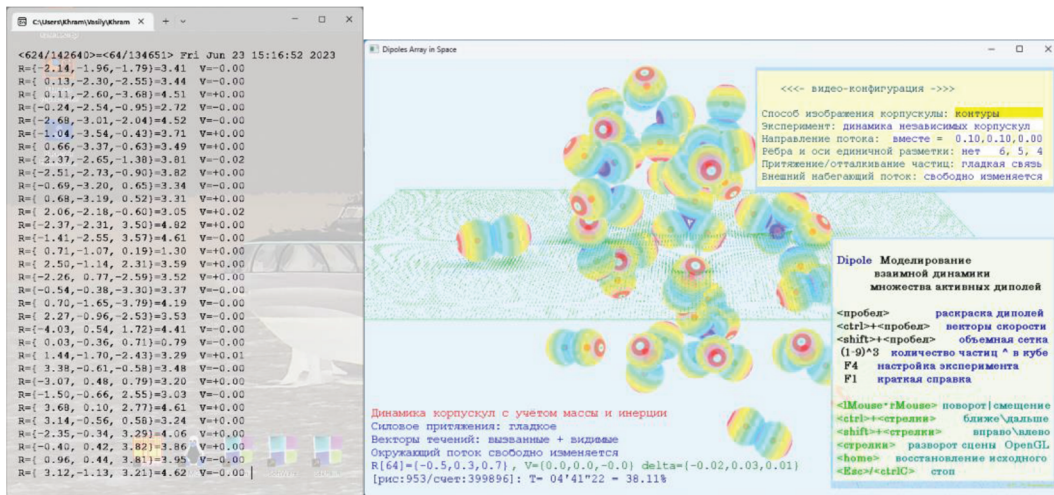 C:\Users\Khram\Vasily\Khram
<624/142640>=<64/134651> Fri Jun 23 15:16:52 2023
R={-2.14,-1.96,-1.79}=3.41 V=-0.00
R={ 0.13,-2.30,-2.55}=3.44 V=-0.00
R={ 0.11,-2.60,-3.68}=4.51 V=+0.00
R={-0.24,-2.54,-0.95}=2.72 V=-0.00
R={-2.68,-3.01,-2.04}=4.52 V=-0.00
R={-1.04,-3.54,-0.43}=3.71 V=+0.00
R={ 0.66,-3.37,-0.63}=3.49 V=+0.00
R={ 2.37,-2.65,-1.38}=3.81 V=-0.02
R={-2.51,-2.73,-0.90}=3.82 V=+0.00
R={-0.69,-3.20, 0.65}=3.34 V=-0.00
R={ 0.68,-3.19, 0.52}=3.31 V=+0.00
R={ 2.06,-2.18,-0.60}=3.05 V=+0.02
R={-2.37,-2.31, 3.50}=4.82 V=+0.00
R={-1.41,-2.55, 3.57}=4.61 V=-0.00
R={ 0.71,-1.07, 0.19}=1.30 V=+0.00
R={ 2.50,-1.14, 2.31}=3.59 V=+0.00
R={-2.26, 0.77,-2.59}=3.52 V=+0.00
R={-0.54,-0.38,-3.30}=3.37 V=-0.00
R={ 0.70,-1.65,-3.79}=4.19 V=-0.00
R={ 2.27,-0.96,-2.53}=3.53 V=-0.00
R={-4.03, 0.54, 1.72}=4.41 V=-0.00
R={ 0.03,-0.36, 0.71}=0.79 V=-0.00
R={ 1.44,-1.70,-2.43}=3.29 V=+0.01
R={ 3.38,-0.61,-0.58}=3.48 V=-0.00
R={-3.07, 0.48, 0.79}=3.20 V=+0.00
R={-1.50,-0.66, 2.55}=3.03 V=-0.00
R={ 3.68, 0.10, 2.77}=4.61 V=+0.00
R={ 3.14,-0.56, 0.58}=3.24 V=+0.00
R={-2.35,-0.34, 3.29}=4.06 V=+0.00
R={-0.40, 0.42, 3.82}=3.86 V=+0.00
R={ 0.96, 0.44, 3.81}=3.95 V=-0.00
R={ 3.12,-1.13, 3.21}=4.62 V=-0.00
Dipoles Array in Space
<<<- видео-конфигурация ->>>
Способ изображения корпускулы: контуры
Эксперимент: динамика независимых корпускул
Направление потока: вместе = 0.10,0.10,0.00
Рёбра и оси единичной разметки: нет 6, 5, 4
Притяжение/отталкивание частиц: гладкая связь
Внешний набегающий поток: свободно изменяется
Dipole Моделирование
взаимной динамики
множества активных диполей
<пробел> раскраска диполей
<ctrl>+<пробел> векторы скорости
<shift>+<пробел> объемная сетка
(1-9)^3 количество частиц ^ в кубе
F4 настройка эксперимента
F1 краткая справка
<lMouse*rMouse> поворот|смещение
<ctrl>+<стрелки> ближе\дальше
<shift>+<стрелки> вправо\влево
<стрелки> разворот сцены OpenGL
<home> восстановление исходного
<Esc>/<ctrlC> стоп
Динамика корпускул с учётом массы и инерции
Силовое притяжения: гладкое
Векторы течений: вызванные + видимые
Окружающий поток свободно изменяется
R[64]={-0.5,0.3,0.7}, V={0.0,0.0,-0.0} delta={-0.02,0.03,0.01}
[рис:953/счет:399896]: T= 04'41"22 = 38.11%